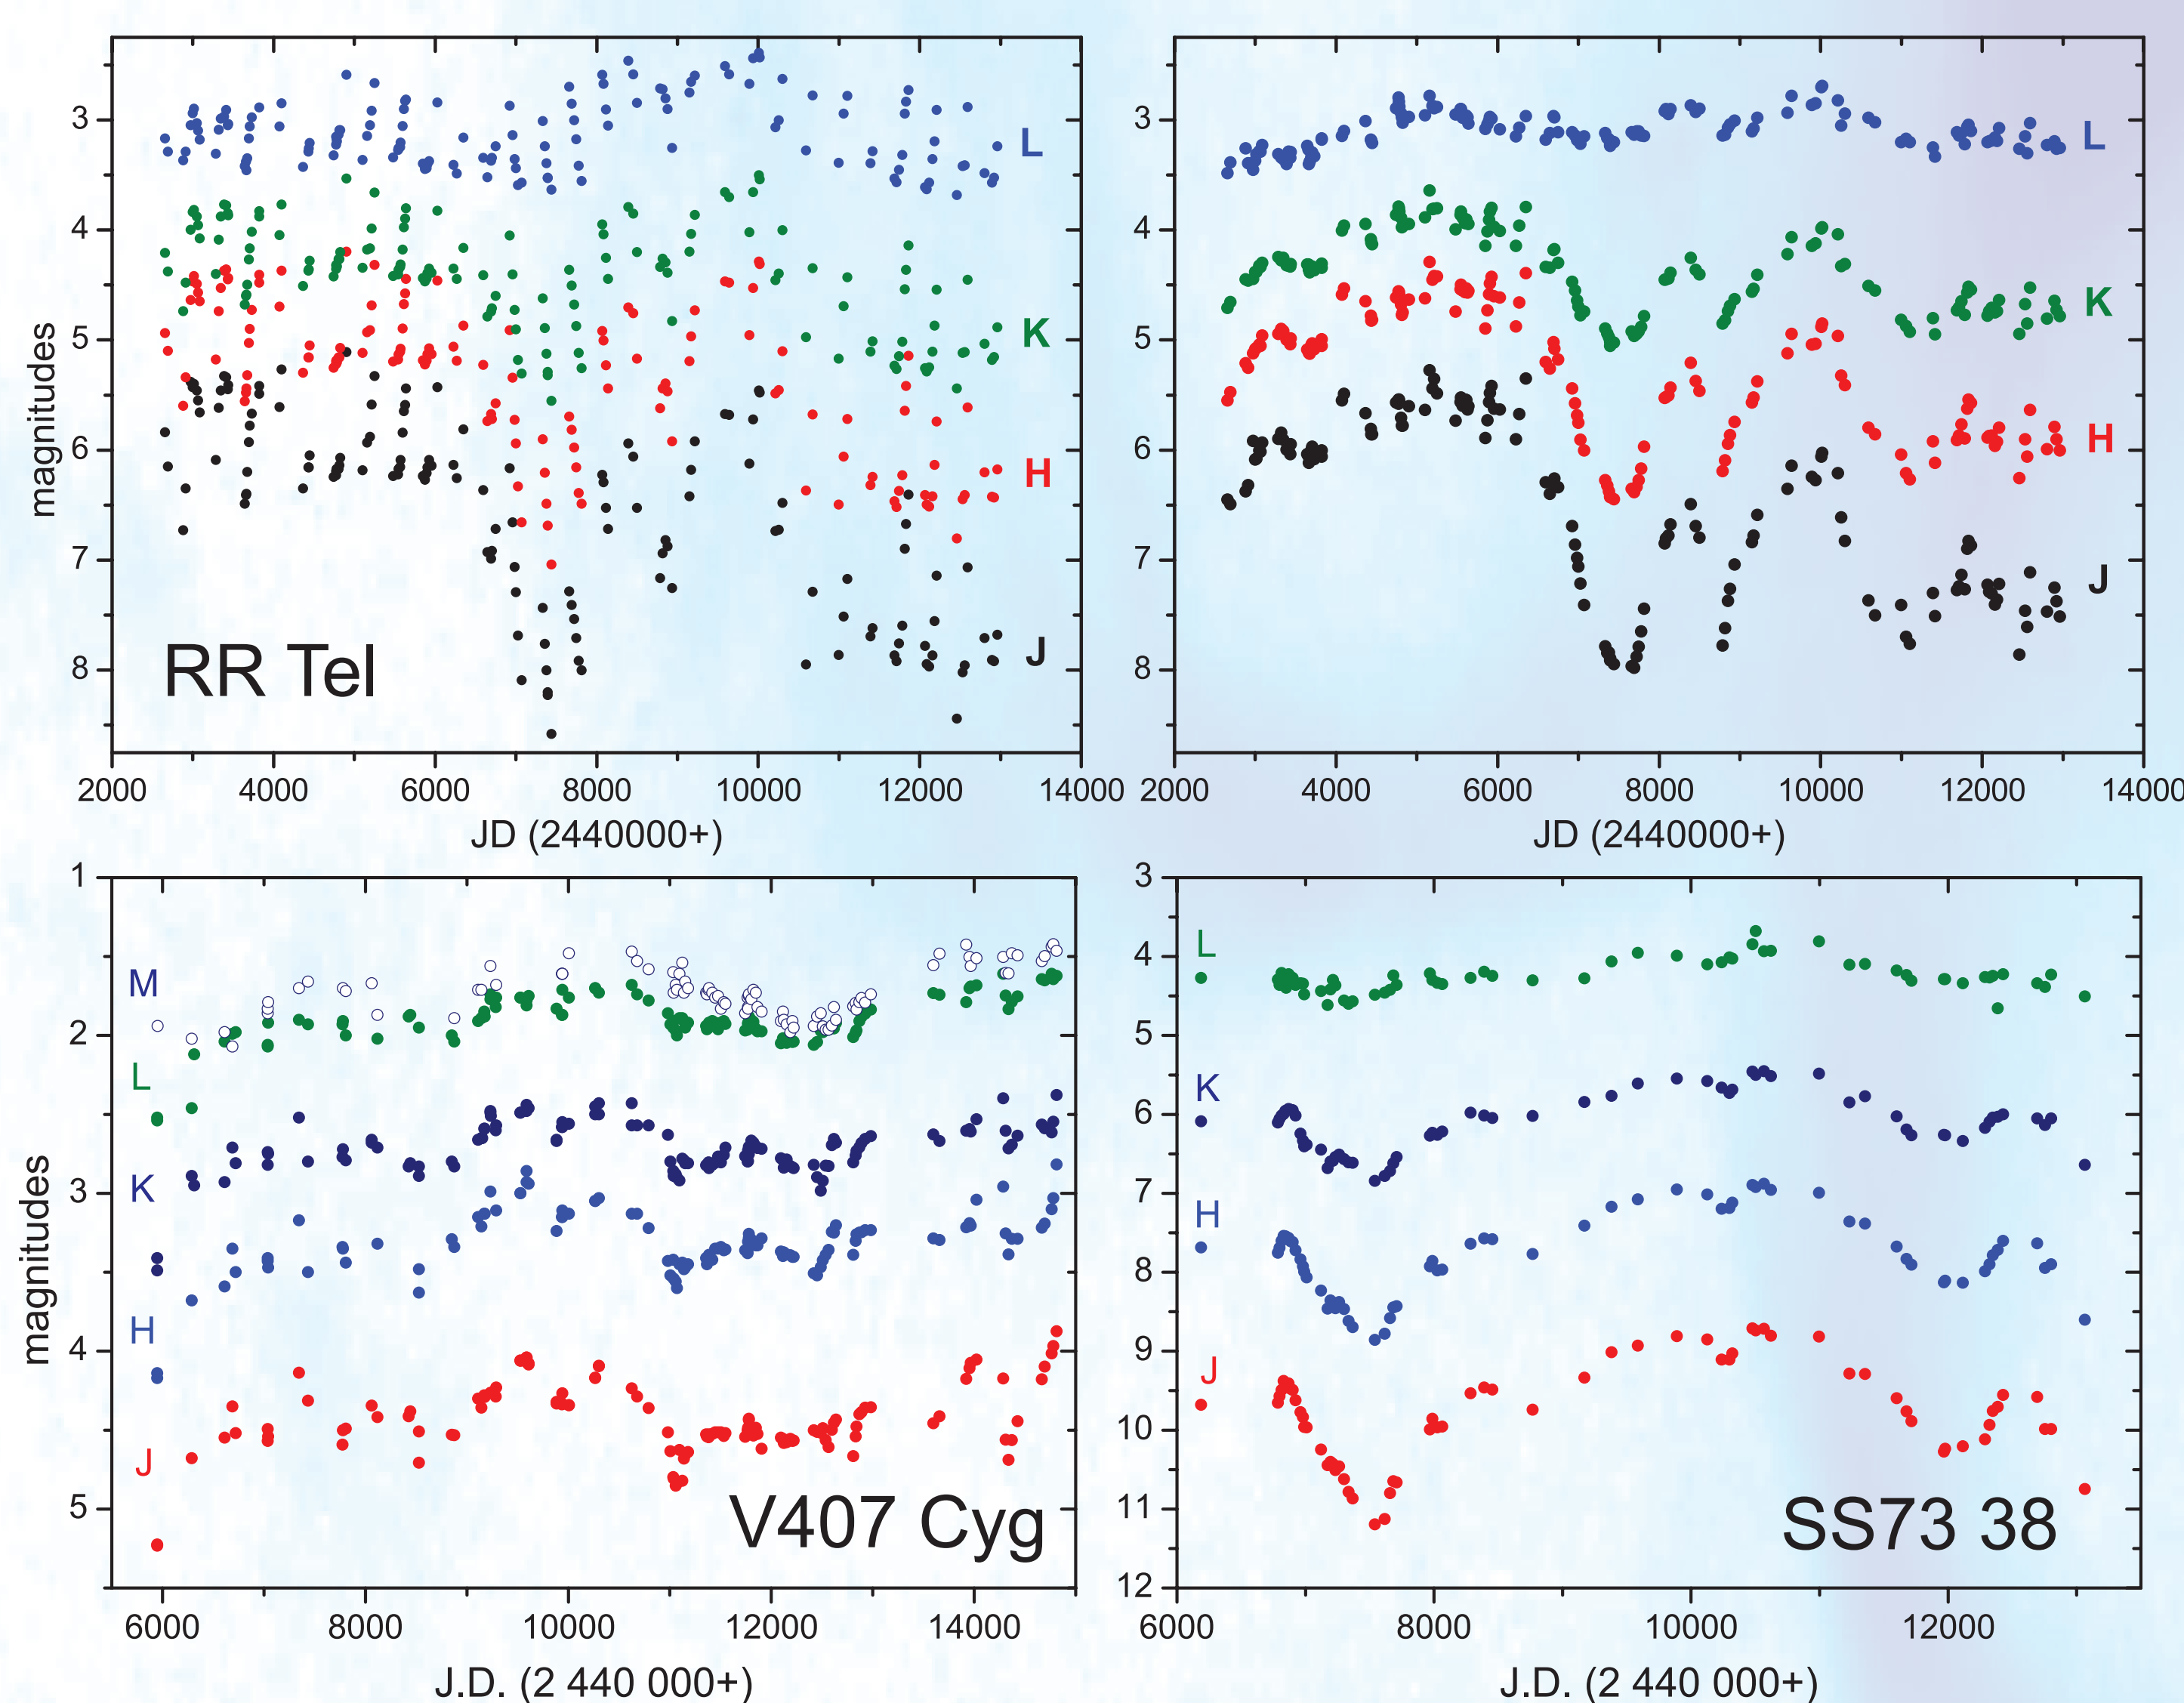 3
4
5
6
7
8
magnitudes
L
K
H
J
RR Tel
2000 4000 6000 8000 10000 12000 14000
JD (2440000+)
3
4
5
6
7
8
L
K
H
J
2000 4000 6000 8000 10000 12000 14000
JD (2440000+)
1
2
3
4
5
magnitudes
M
L
K
H
J
V407 Cyg
6000 8000 10000 12000 14000
J.D. (2 440 000+)
3
4
5
6
7
8
9
10
11
12
L
K
H
J
SS73 38
6000 8000 10000 12000
J.D. (2 440 000+)